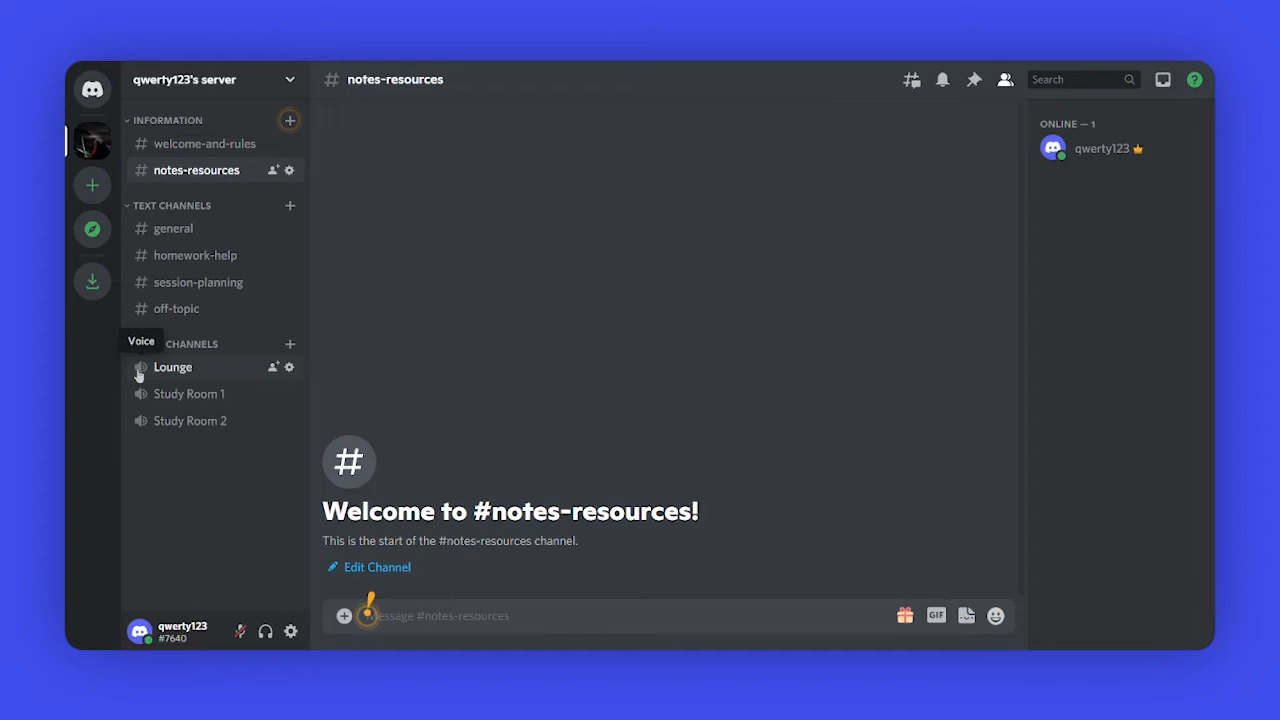 qwerty123's server
INFORMATION
welcome-and-rules
notes-resources
TEXT CHANNELS
general
homework-help
session-planning
off-topic
Voice
CHANNELS
Lounge
Study Room 1
Study Room 2
qwerty123
#7640
notes-resources
Search
Welcome to #notes-resources!
This is the start of the #notes-resources channel.
Edit Channel
Message #notes-resources
GIF
ONLINE — 1
qwerty123